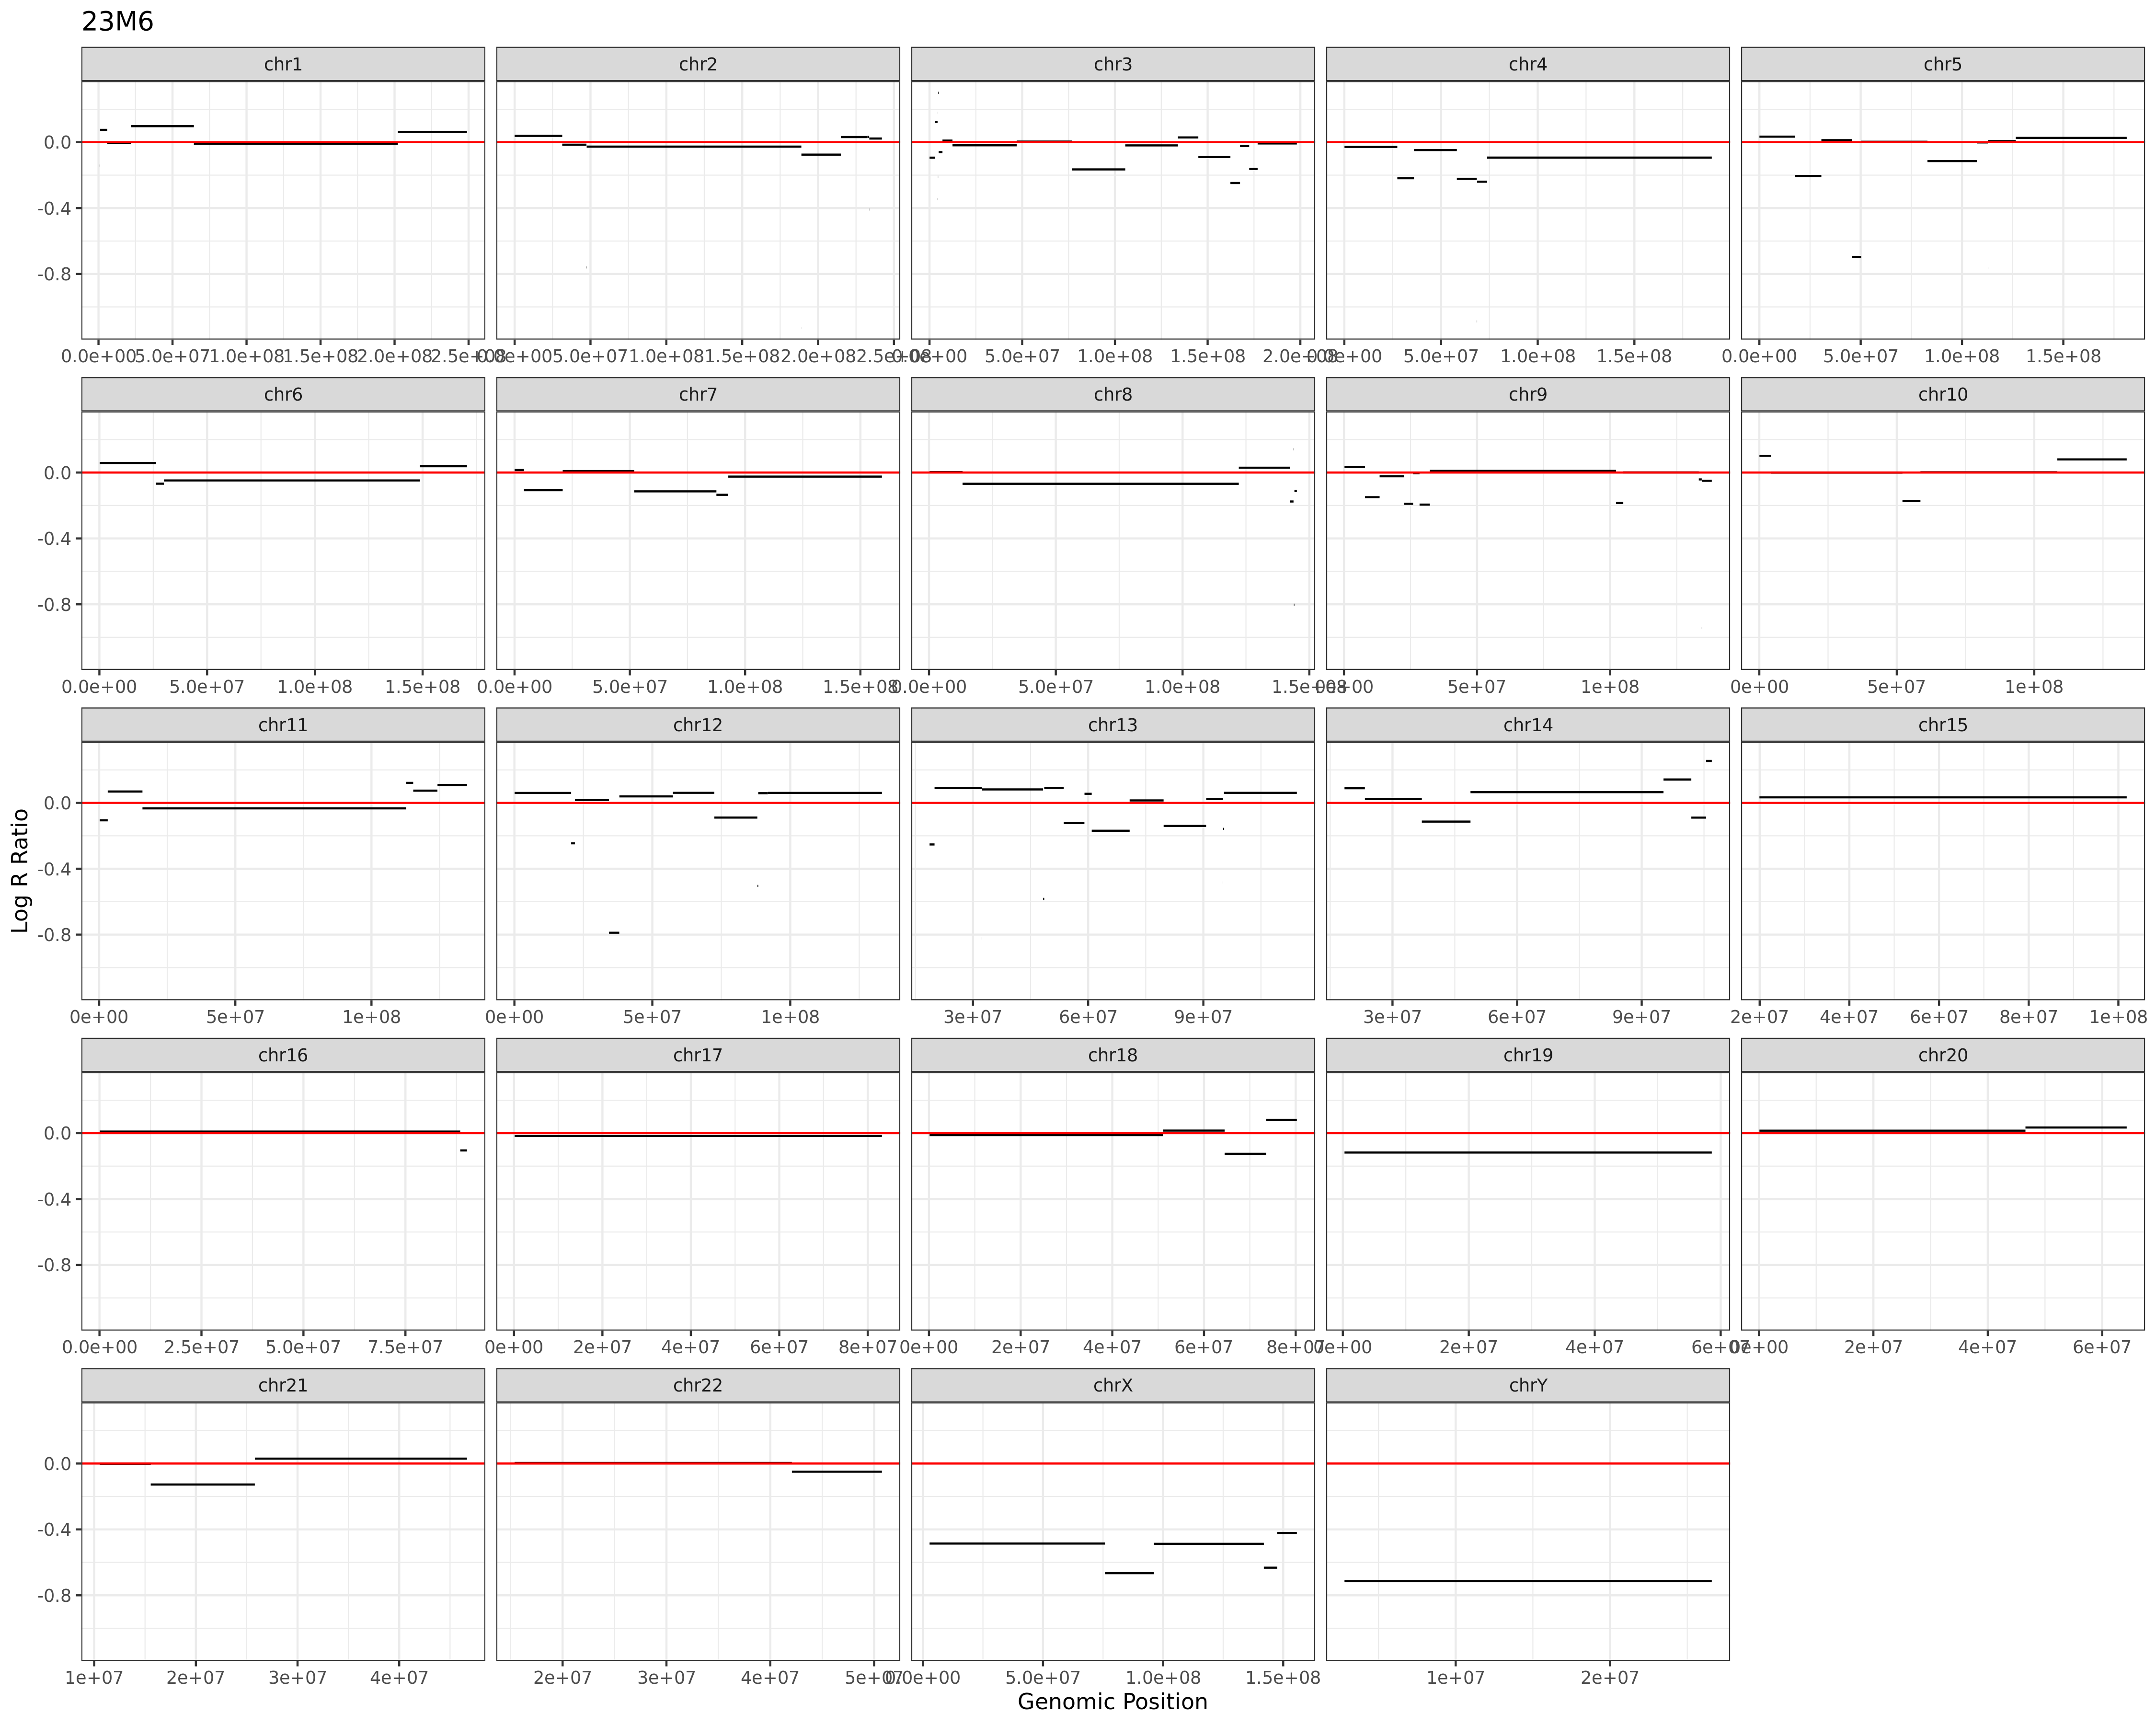 23M6
chr1 chr2 chr3 chr4 chr5
0.0
-0.4
-0.8
0.0e+00 5.0e+07 1.0e+08 1.5e+08 2.0e+08 2.5e+08 0.0e+00 5.0e+07 1.0e+08 1.5e+08 2.0e+08 2.5e+08 0.0e+00 5.0e+07 1.0e+08 1.5e+08 2.0e+08 0.0e+00 5.0e+07 1.0e+08 1.5e+08 0.0e+00 5.0e+07 1.0e+08 1.5e+08
chr6 chr7 chr8 chr9 chr10
0.0
-0.4
-0.8
0.0e+00 5.0e+07 1.0e+08 1.5e+08 0.0e+00 5.0e+07 1.0e+08 1.5e+08 0.0e+00 5.0e+07 1.0e+08 1.5e+08 0e+00 5e+07 1e+08 0e+00 5e+07 1e+08
chr11 chr12 chr13 chr14 chr15
0.0
-0.4
-0.8
0e+00 5e+07 1e+08 0e+00 5e+07 1e+08 3e+07 6e+07 9e+07 3e+07 6e+07 9e+07 2e+07 4e+07 6e+07 8e+07 1e+08
Log R Ratio
chr16 chr17 chr18 chr19 chr20
0.0
-0.4
-0.8
0.0e+00 2.5e+07 5.0e+07 7.5e+07 0e+00 2e+07 4e+07 6e+07 8e+07 0e+00 2e+07 4e+07 6e+07 8e+07 0e+00 2e+07 4e+07 6e+07 0e+00 2e+07 4e+07 6e+07
chr21 chr22 chrX chrY
0.0
-0.4
-0.8
1e+07 2e+07 3e+07 4e+07 2e+07 3e+07 4e+07 5e+07 0.0e+00 5.0e+07 1.0e+08 1.5e+08 1e+07 2e+07
Genomic Position